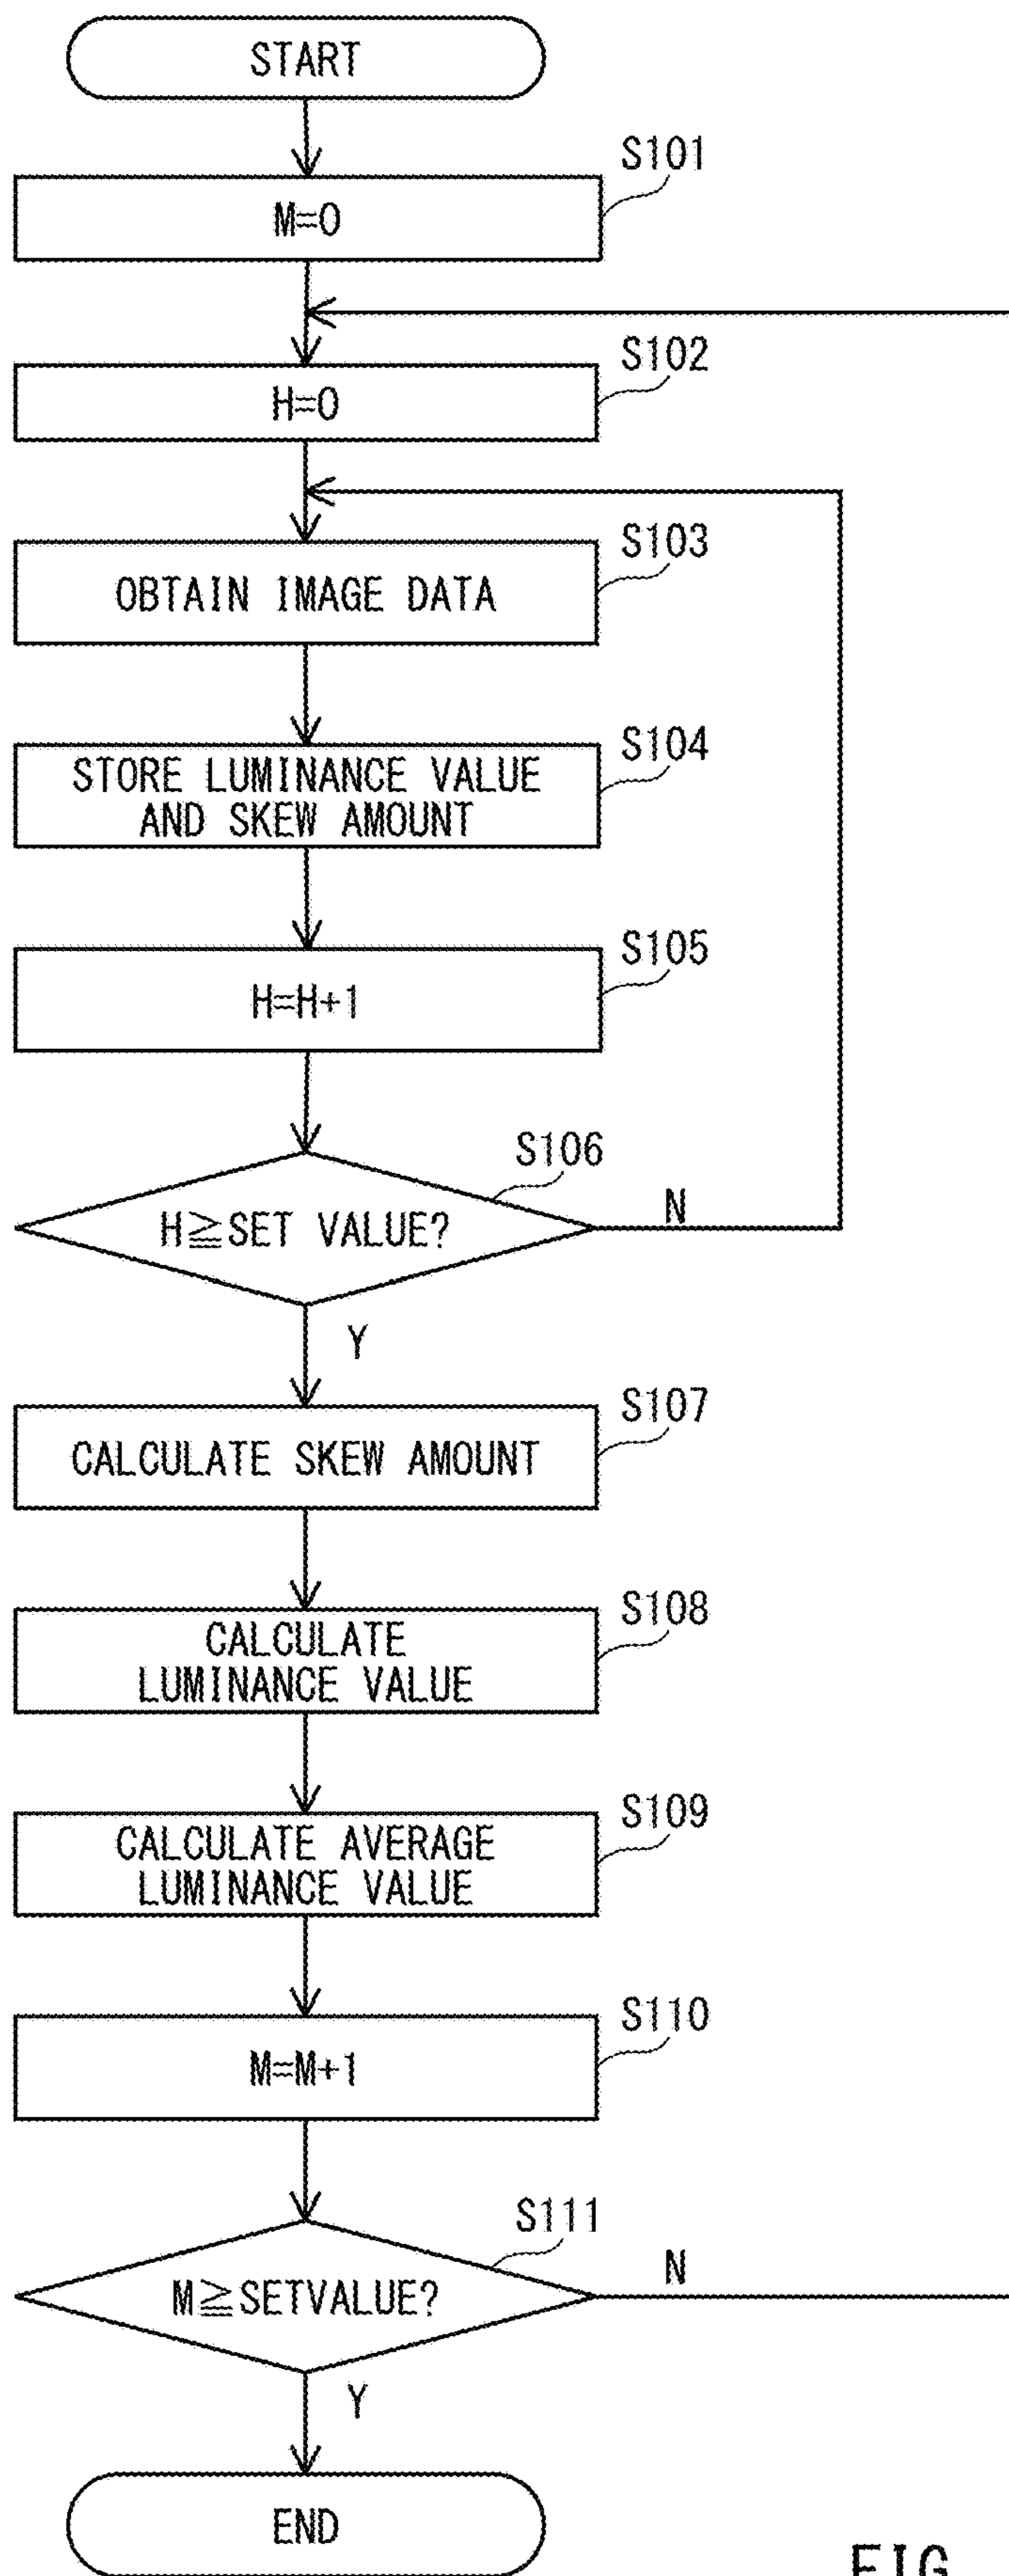 START
S101
M=0
S102
H=0
S103
OBTAIN IMAGE DATA
S104
STORE LUMINANCE VALUE
AND SKEW AMOUNT
S105
H=H+1
S106
H≧SET VALUE?
N
Y
S107
CALCULATE SKEW AMOUNT
S108
CALCULATE
LUMINANCE VALUE
S109
CALCULATE AVERAGE
LUMINANCE VALUE
S110
M=M+1
S111
M≧SETVALUE?
N
Y
END
FIG